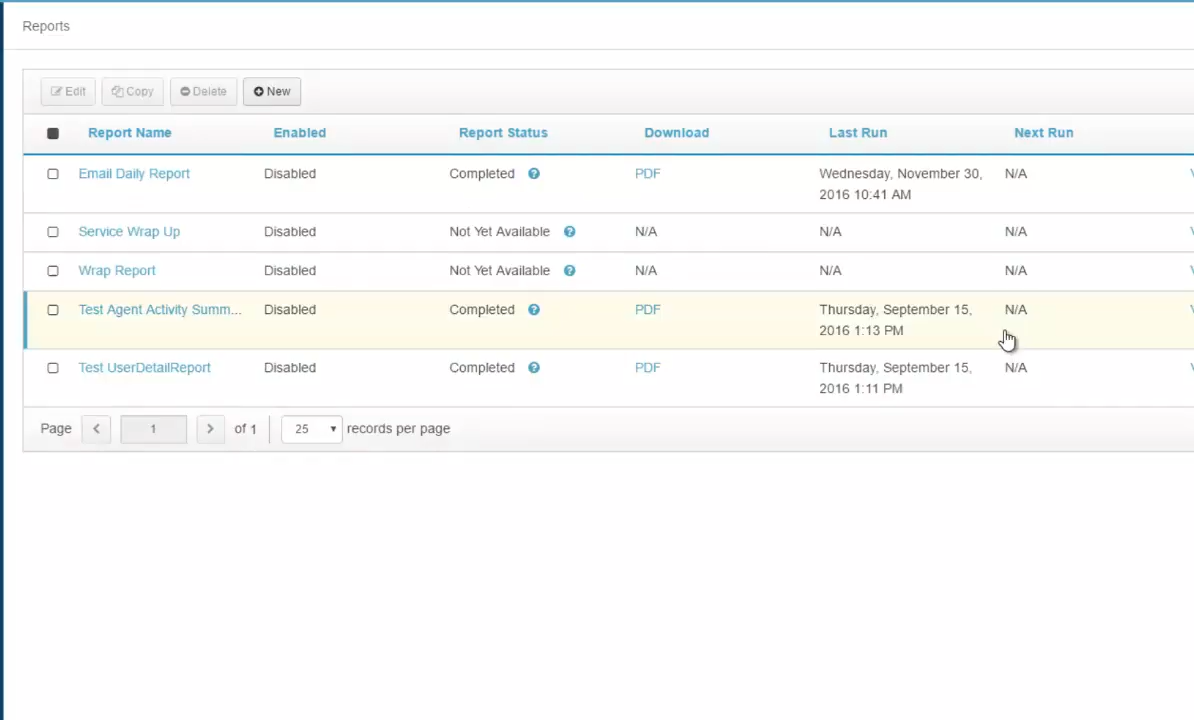 Reports
Edit Copy Delete New
Report Name Enabled Report Status Download Last Run Next Run
Email Daily Report Disabled Completed ? PDF Wednesday, November 30, N/A
2016 10:41 AM
Service Wrap Up Disabled Not Yet Available ? N/A N/A N/A
Wrap Report Disabled Not Yet Available ? N/A N/A N/A
Test Agent Activity Summ... Disabled Completed ? PDF Thursday, September 15, N/A
2016 1:13 PM
Test UserDetailReport Disabled Completed ? PDF Thursday, September 15, N/A
2016 1:11 PM
Page < 1 > of 1 25 records per page